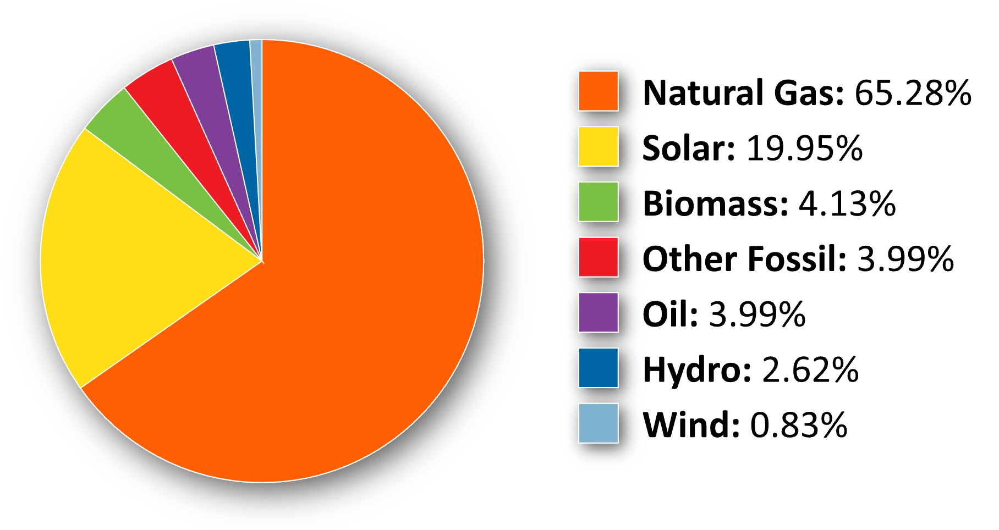 Natural Gas: 65.28%
Solar: 19.95%
Biomass: 4.13%
Other Fossil: 3.99%
Oil: 3.99%
Hydro: 2.62%
Wind: 0.83%